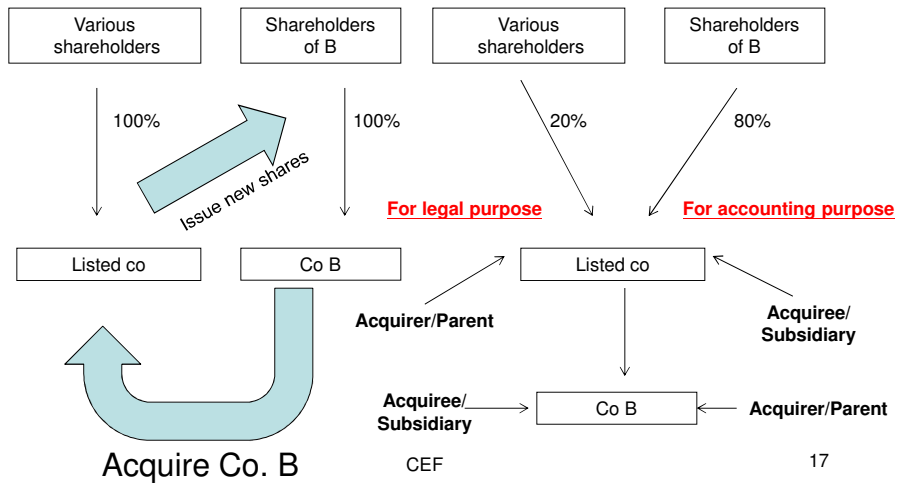 Various
shareholders
Shareholders
of B
Various
shareholders
Shareholders
of B
100%
100%
20%
80%
Issue new shares
For legal purpose
For accounting purpose
Listed co
Co B
Listed co
Acquirer/Parent
Acquiree/
Subsidiary
Acquiree/
Subsidiary
Co B
Acquirer/Parent
Acquire Co. B
CEF
17